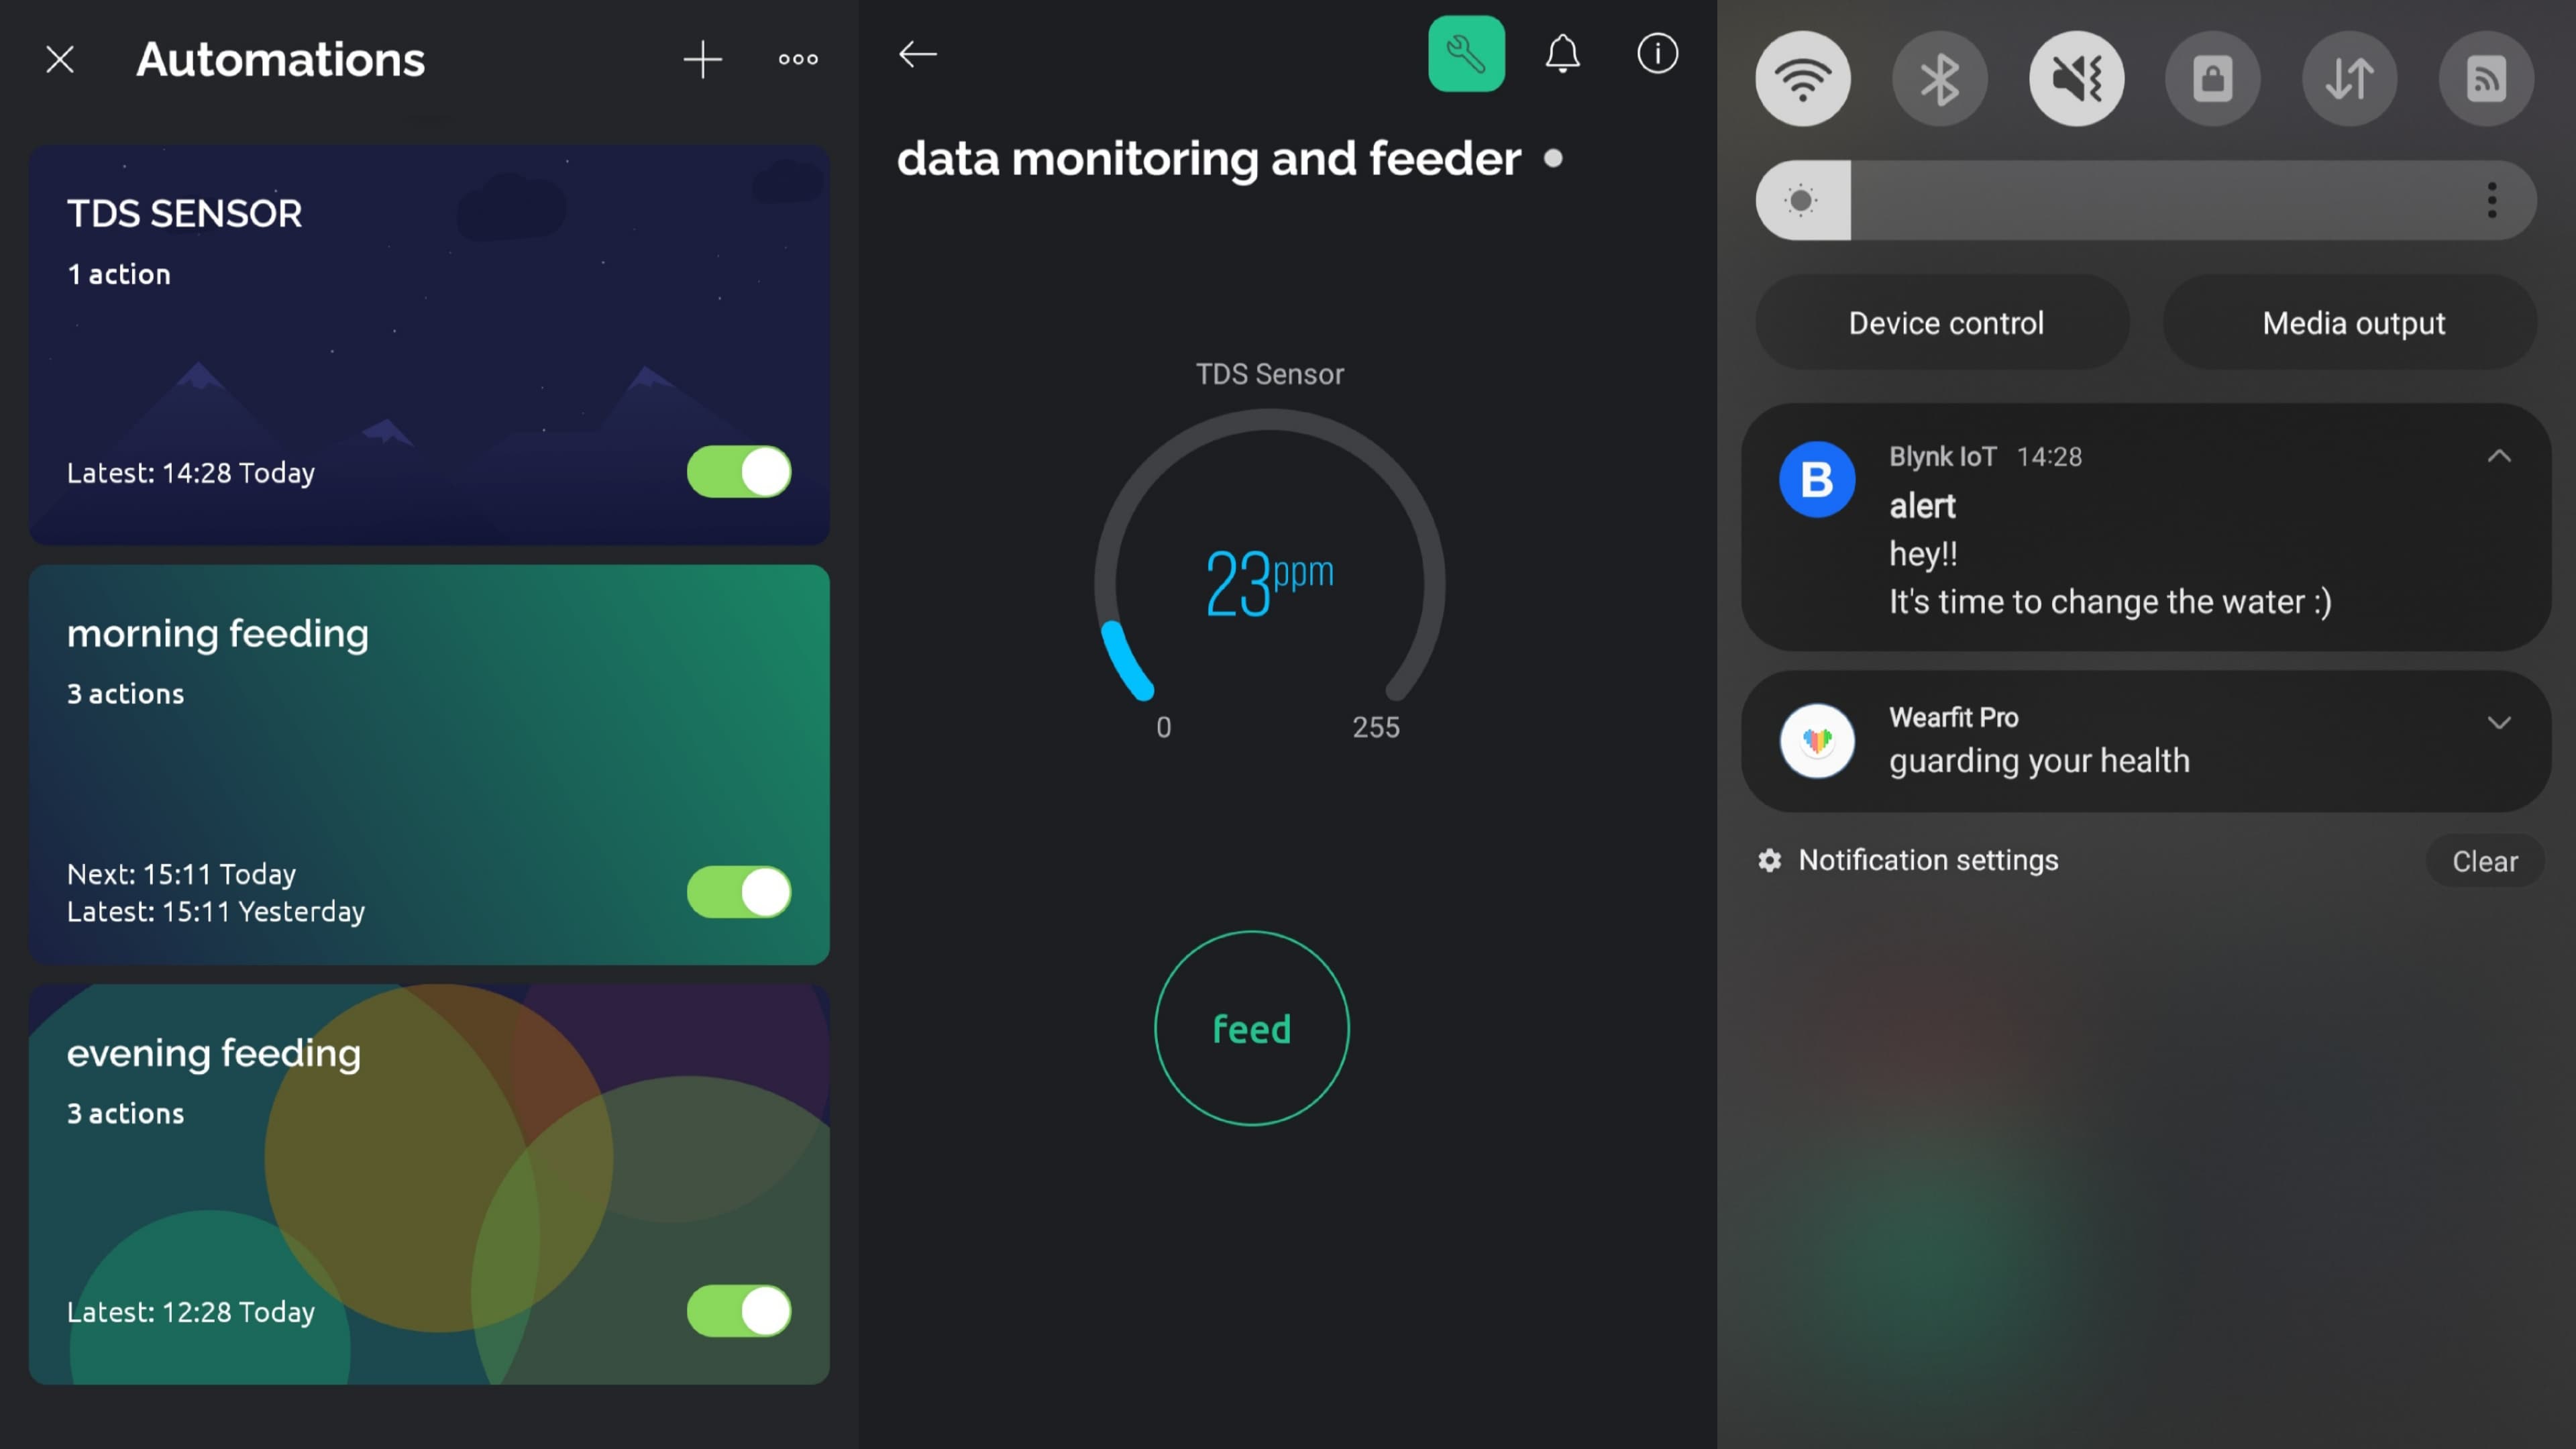 Automations
TDS SENSOR
1 action
Latest: 14:28 Today
morning feeding
3 actions
Next: 15:11 Today
Latest: 15:11 Yesterday
evening feeding
3 actions
Latest: 12:28 Today
data monitoring and feeder
TDS Sensor
23ppm
0 255
feed
Device control Media output
B
Blynk IoT 14:28
alert
hey!!
It's time to change the water :)
Wearfit Pro
guarding your health
Notification settings Clear